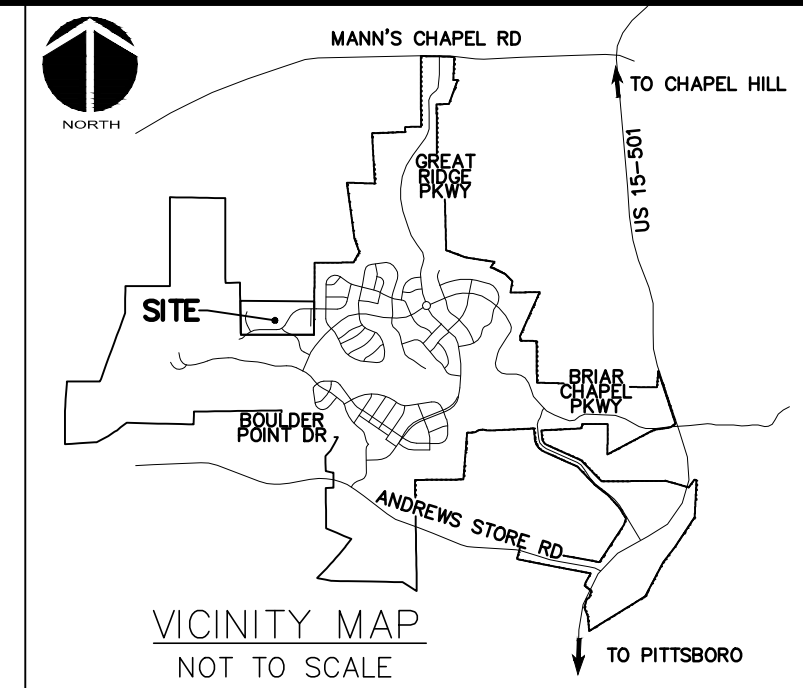 MANN'S CHAPEL RD
TO CHAPEL HILL
NORTH
US 15-501
GREAT
RIDGE
PKWY
SITE
BRIAR
CHAPEL
PKWY
BOULDER
POINT DR
ANDREWS STORE RD
VICINITY MAP
NOT TO SCALE
TO PITTSBORO